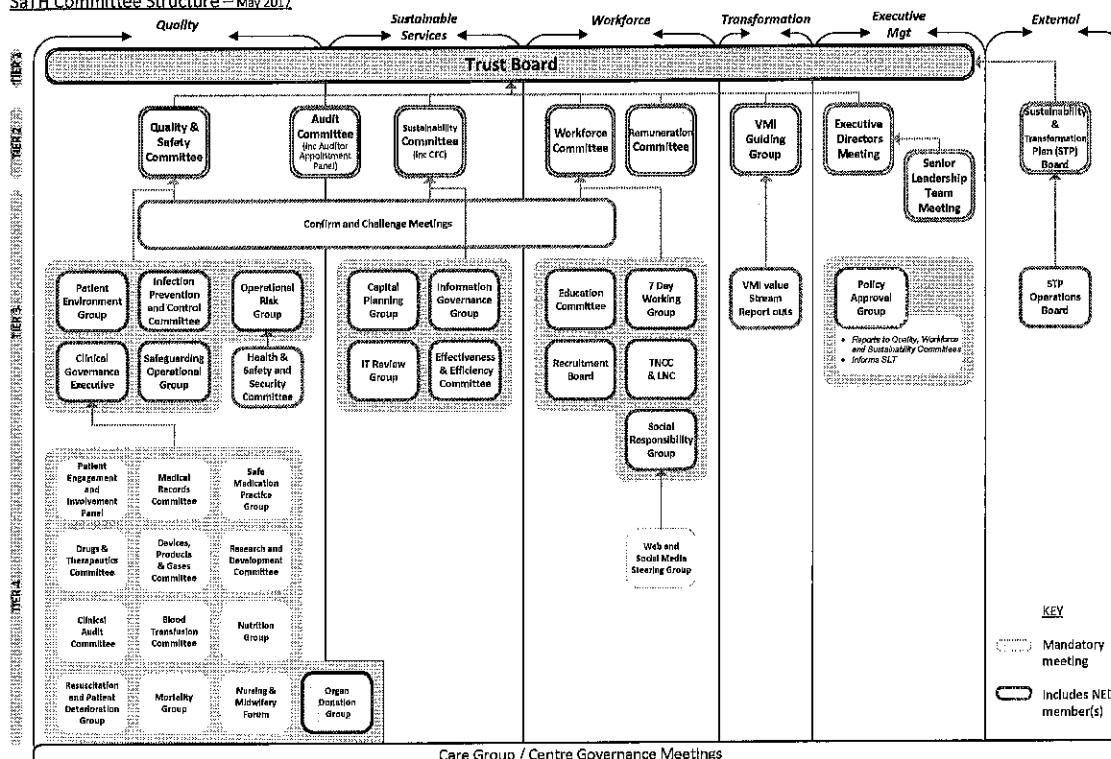 SaTH Committee Structure – May 2017
Quality
Sustainable
Services
Workforce
Transformation
Executive
Mgt
External
TIER 1
Trust Board
TIER 2
Quality &
Safety
Committee
Audit
Committee
(inc Auditor
Appointment
Panel)
Sustainability
Committee
(inc CFC)
Workforce
Committee
Remuneration
Committee
VMI
Guiding
Group
Executive
Directors
Meeting
Senior
Leadership
Team
Meeting
Sustainability
&
Transformation
Plan (STP)
Board
Confirm and Challenge Meetings
TIER 3
Patient
Environment
Group
Infection
Prevention
and Control
Committee
Operational
Risk
Group
Clinical
Governance
Executive
Safeguarding
Operational
Group
Health &
Safety and
Security
Committee
Capital
Planning
Group
Information
Governance
Group
IT Review
Group
Effectiveness
& Efficiency
Committee
Education
Committee
7 Day
Working
Group
Recruitment
Board
TNCC
& LNC
Social
Responsibility
Group
VMI value
Stream
Report outs
Policy
Approval
Group
• Reports to Quality, Workforce
and Sustainability Committees
• Informs SLT
STP
Operations
Board
TIER 4
Patient
Engagement
and
Involvement
Panel
Medical
Records
Committee
Safe
Medication
Practice
Group
Drugs &
Therapeutics
Committee
Devices,
Products
& Gases
Committee
Research and
Development
Committee
Clinical
Audit
Committee
Blood
Transfusion
Committee
Nutrition
Group
Resuscitation
and Patient
Deterioration
Group
Mortality
Group
Nursing &
Midwifery
Forum
Organ
Donation
Group
Web and
Social Media
Steering Group
KEY
Mandatory
meeting
Includes NED
member(s)
Care Group / Centre Governance Meetings